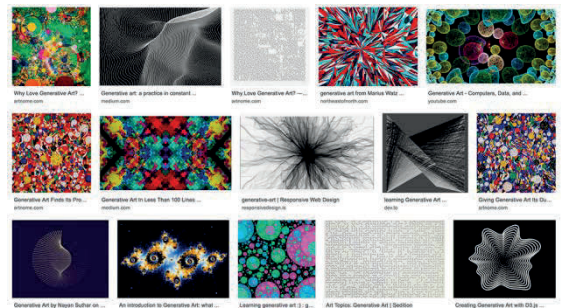 Why Love Generative Art? ...
artnome.com
Generative art: a practice in constant ...
medium.com
Why Love Generative Art? — ...
artnome.com
generative art from Marius Watz ...
northeastofnorth.com
Generative Art - Computers, Data, and ...
youtube.com
Generative Art Finds Its Pro...
artnome.com
Generative Art in Less Than 100 Lines ...
medium.com
generative-art | Responsive Web Design
responsivedesign.is
learning Generative Art ...
dev.to
Giving Generative Art Its Du...
artnome.com
Generative Art by Nayan Suthar on ...
An introduction to Generative Art: what ...
Learning generative art :) : g...
Art Topics: Generative Art | Sedition
Creating Generative Art with D3.js ...